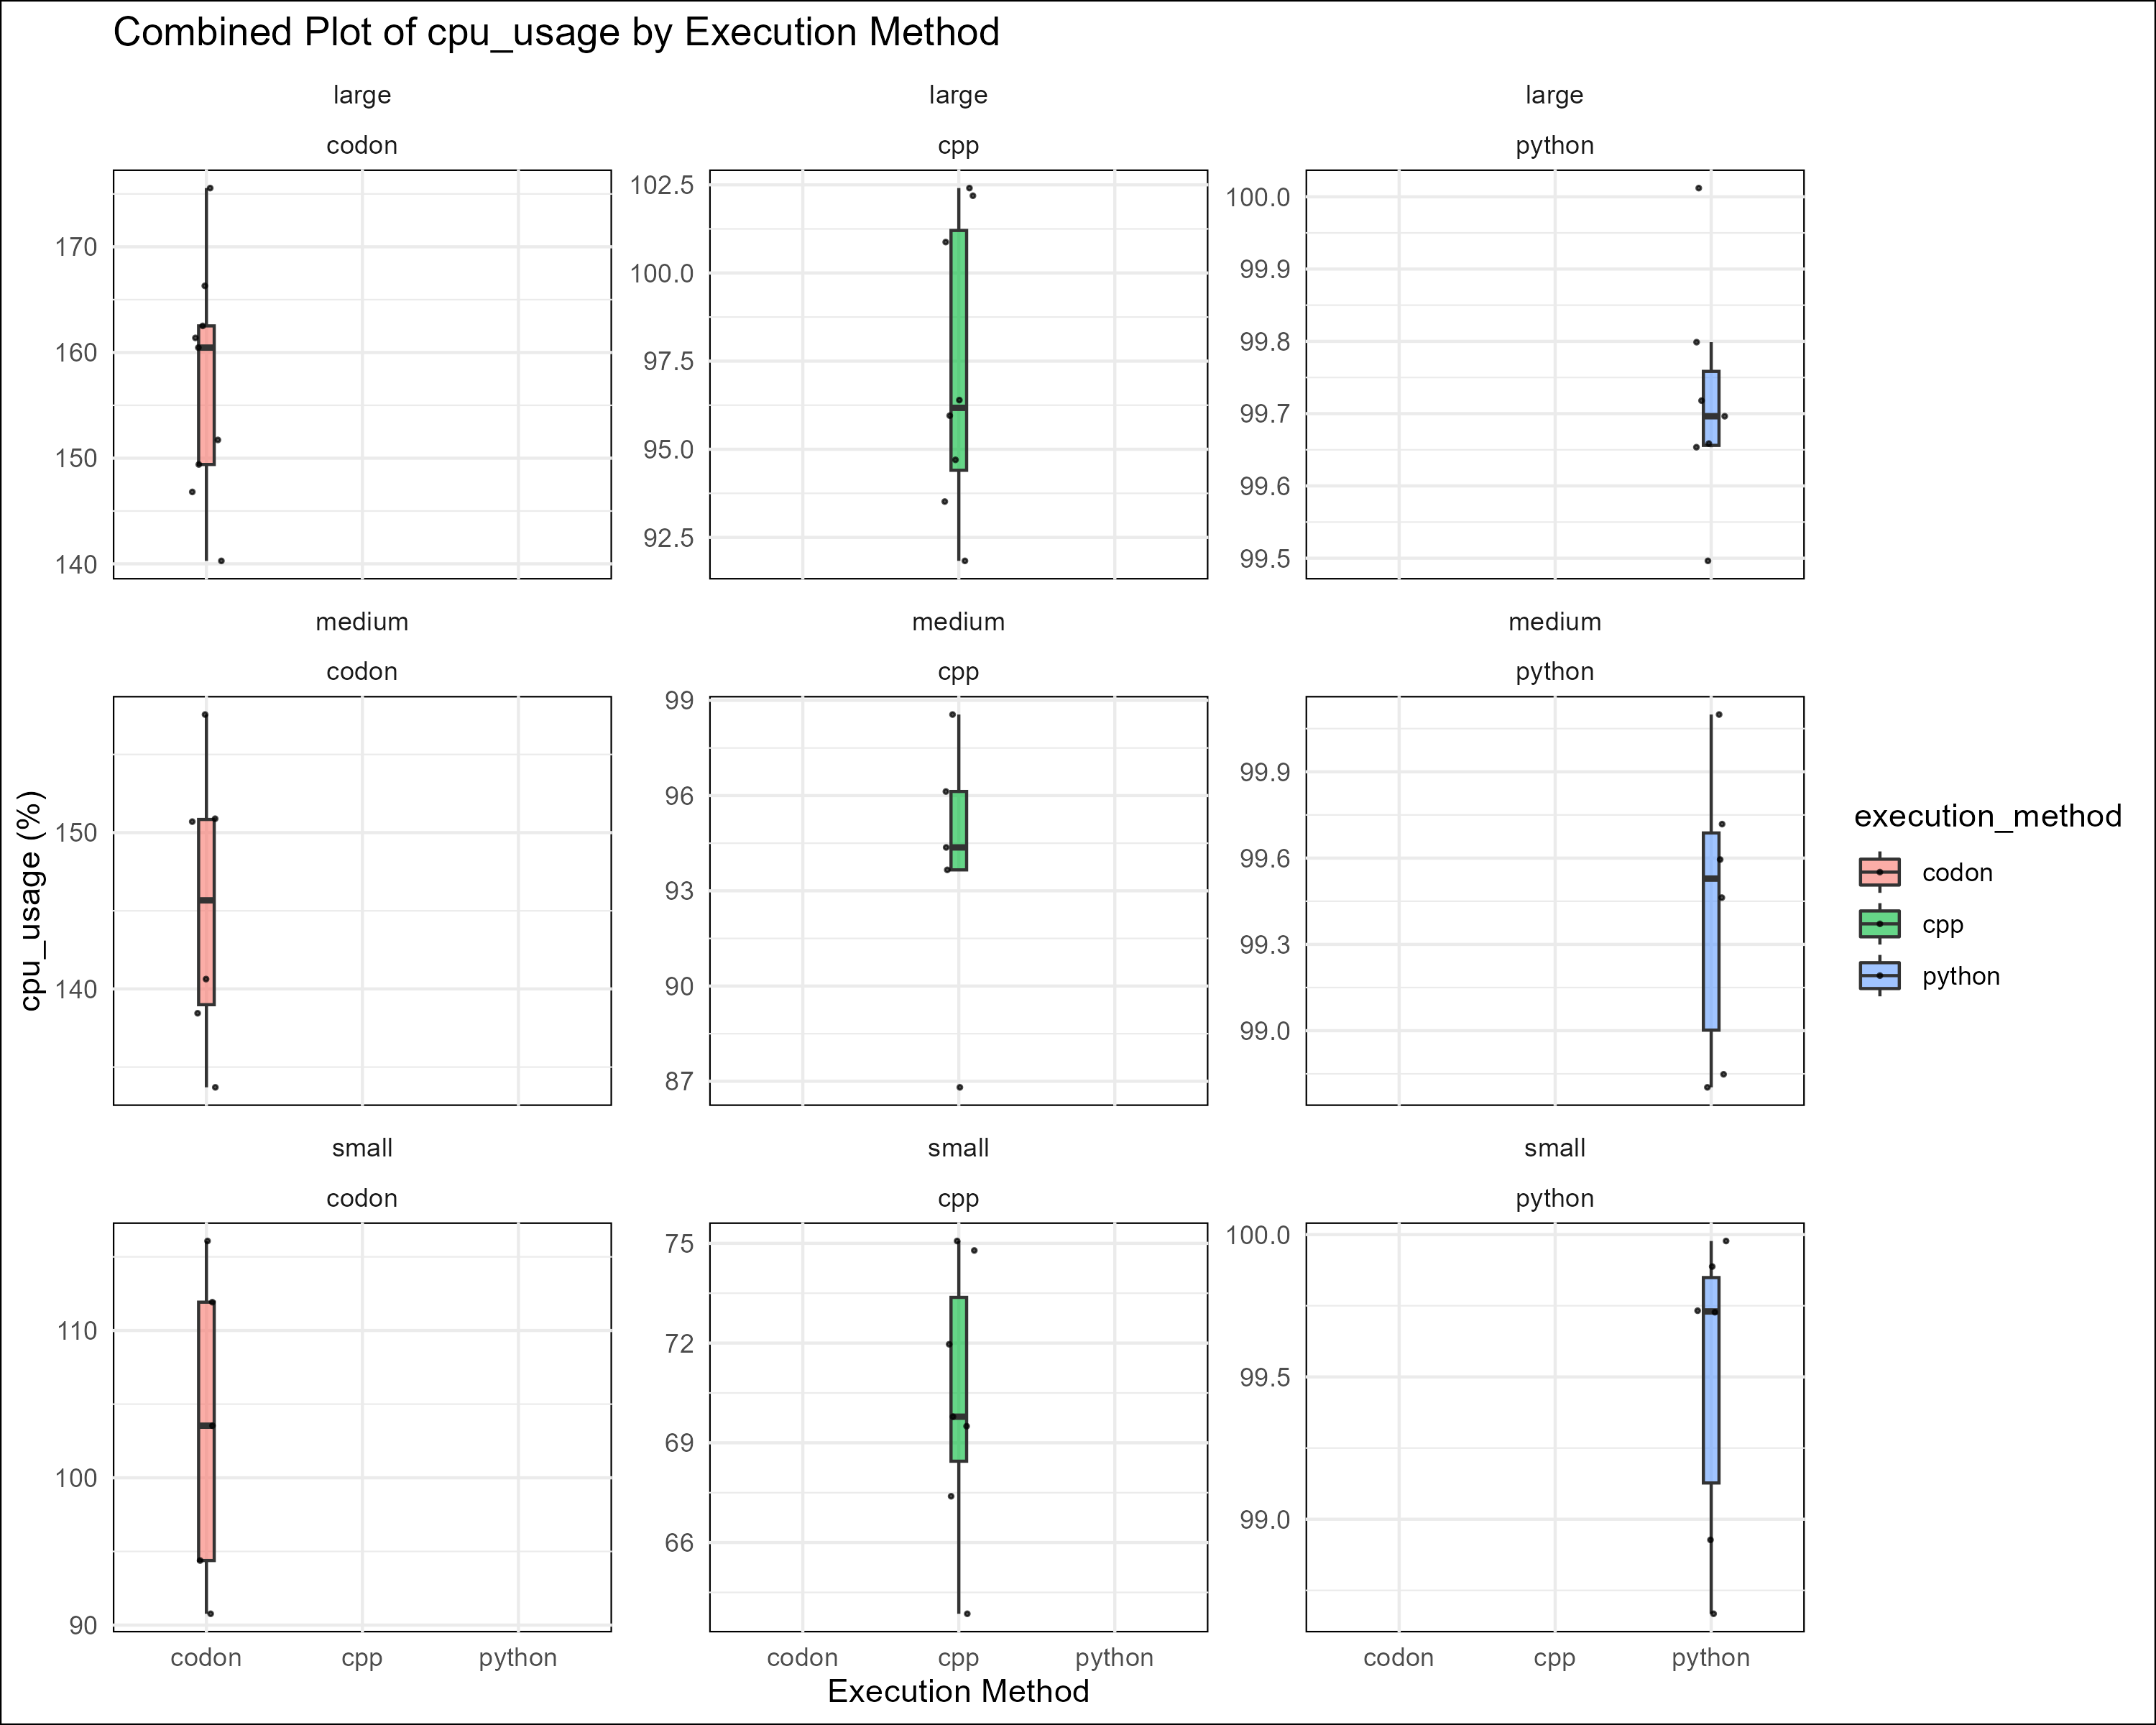 Combined Plot of cpu_usage by Execution Method
large
codon
170
160
150
140
large
cpp
102.5
100.0
97.5
95.0
92.5
large
python
100.0
99.9
99.8
99.7
99.6
99.5
medium
codon
150
140
medium
cpp
99
96
93
90
87
medium
python
99.9
99.6
99.3
99.0
small
codon
110
100
90
codon cpp python
small
cpp
75
72
69
66
codon cpp python
small
python
100.0
99.5
99.0
codon cpp python
cpu_usage (%)
Execution Method
execution_method
codon
cpp
python